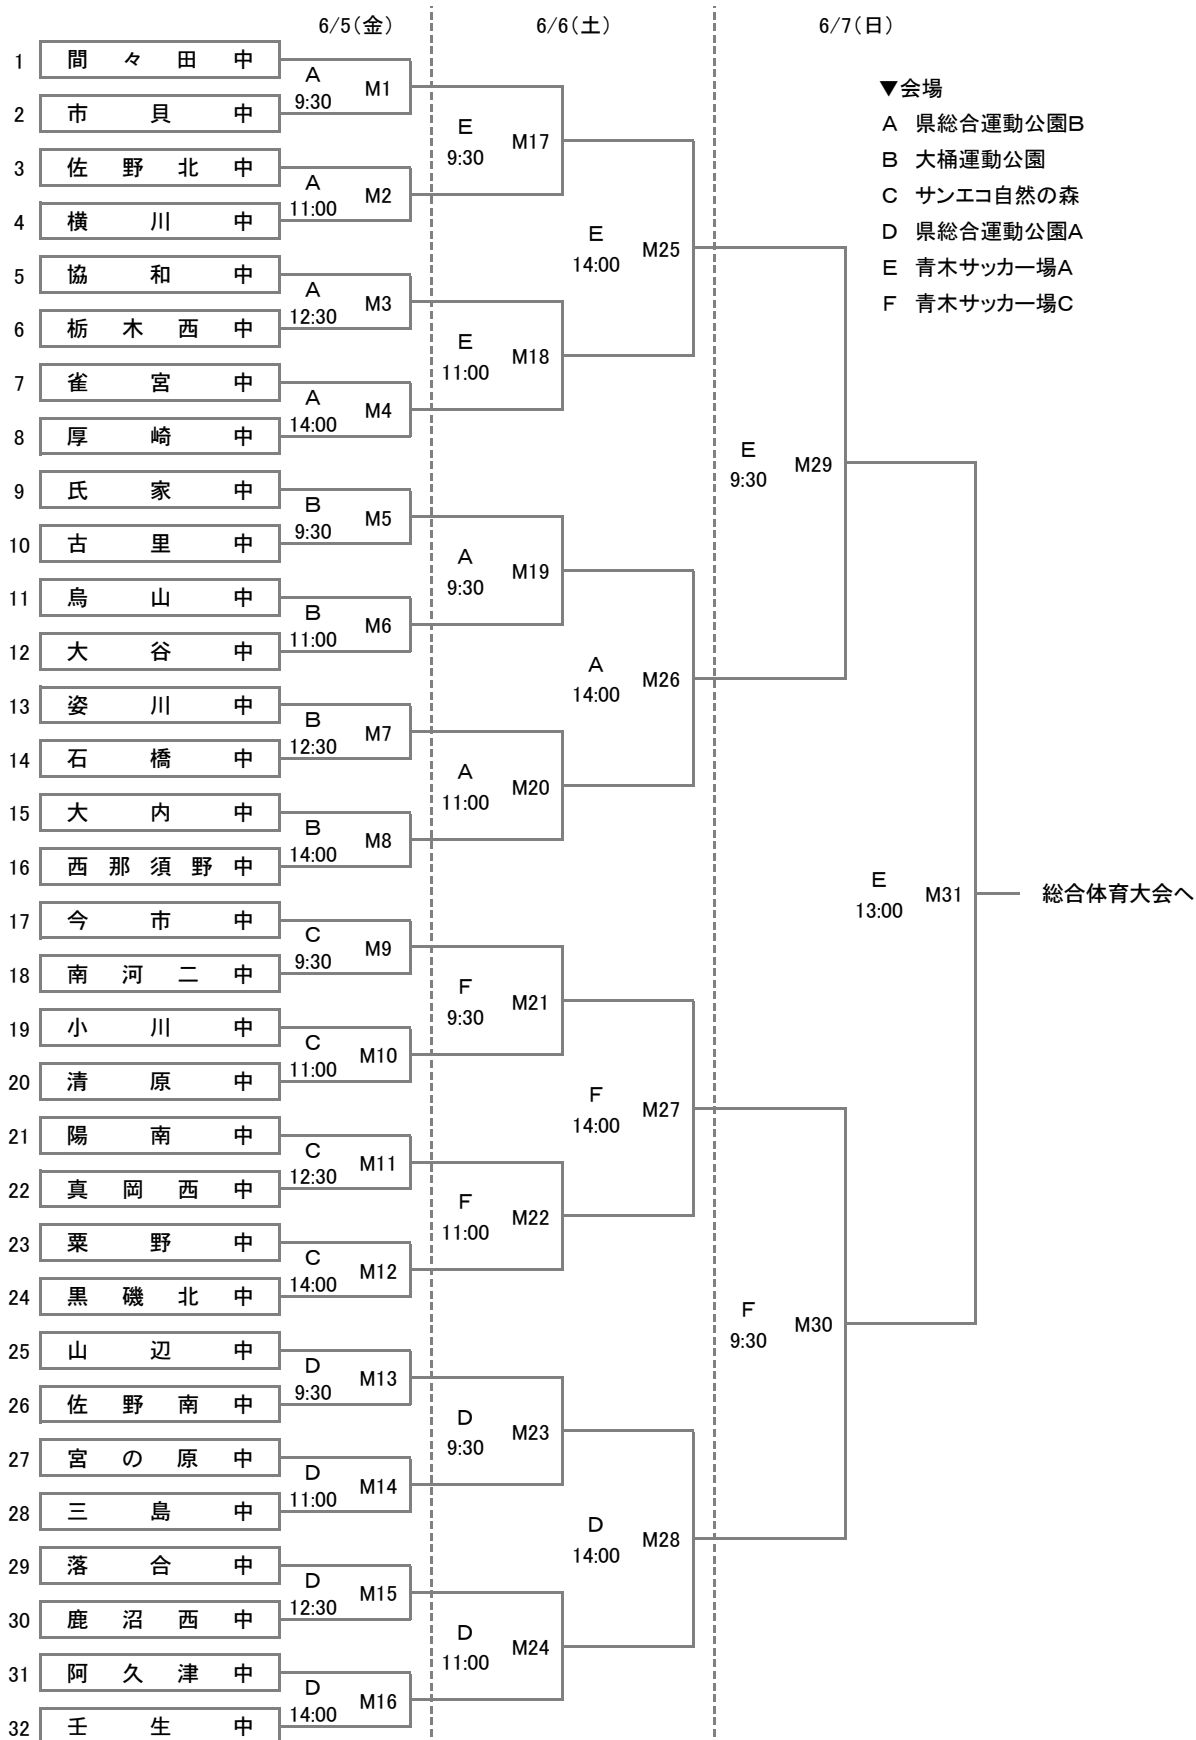 6/5(金) 6/6(土) 6/7(日)
▼会場
A 県総合運動公園B
B 大桶運動公園
C サンエコ自然の森
D 県総合運動公園A
E 青木サッカー場A
F 青木サッカー場C
1 間々田中
2 市貝中
3 佐野北中
4 横川中
5 協和中
6 栃木西中
7 雀宮中
8 厚崎中
9 氏家中
10 古里中
11 烏山中
12 大谷中
13 姿川中
14 石橋中
15 大内中
16 西那須野中
17 今市中
18 南河二中
19 小川中
20 清原中
21 陽南中
22 真岡西中
23 粟野中
24 黒磯北中
25 山辺中
26 佐野南中
27 宮の原中
28 三島中
29 落合中
30 鹿沼西中
31 阿久津中
32 壬生中
A 9:30 M1
A 11:00 M2
A 12:30 M3
A 14:00 M4
B 9:30 M5
B 11:00 M6
B 12:30 M7
B 14:00 M8
C 9:30 M9
C 11:00 M10
C 12:30 M11
C 14:00 M12
D 9:30 M13
D 11:00 M14
D 12:30 M15
D 14:00 M16
E 9:30 M17
E 11:00 M18
A 9:30 M19
A 11:00 M20
F 9:30 M21
F 11:00 M22
D 9:30 M23
D 11:00 M24
E 14:00 M25
A 14:00 M26
F 14:00 M27
D 14:00 M28
E 9:30 M29
F 9:30 M30
E 13:00 M31
総合体育大会へ